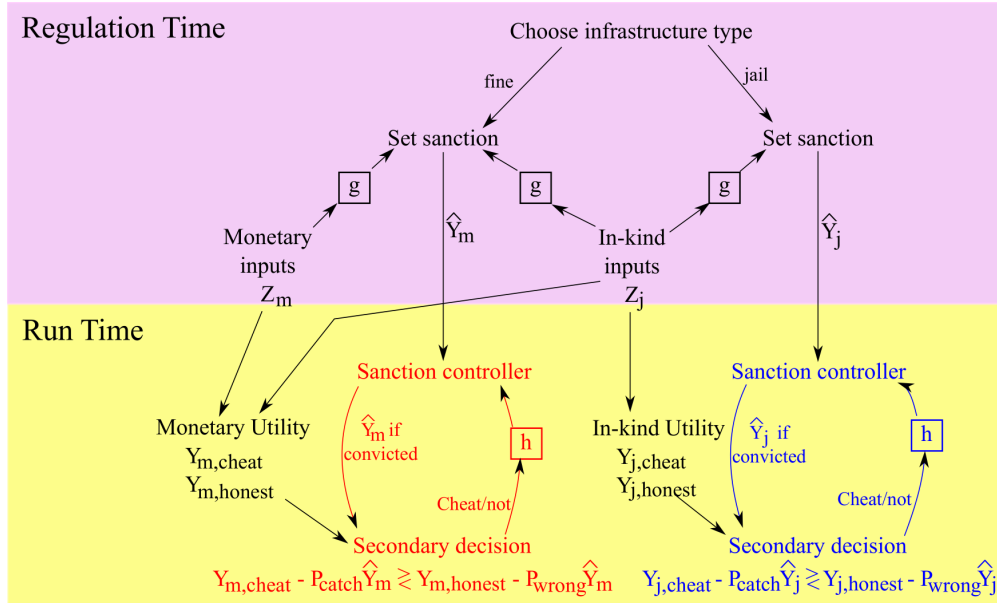 Regulation Time
Choose infrastructure type
fine
jail
Set sanction
Set sanction
g
g
g
Ŷm
Ŷj
Monetary
inputs
Zm
In-kind
inputs
Zj
Run Time
Sanction controller
Sanction controller
Monetary Utility
Ym,cheat
Ym,honest
Ŷm if
convicted
h
In-kind Utility
Yj,cheat
Yj,honest
Ŷj if
convicted
h
Cheat/not
Cheat/not
Secondary decision
Secondary decision
Ym,cheat - PcatchŶm ≷ Ym,honest - PwrongŶm
Yj,cheat - PcatchŶj ≷ Yj,honest - PwrongŶj